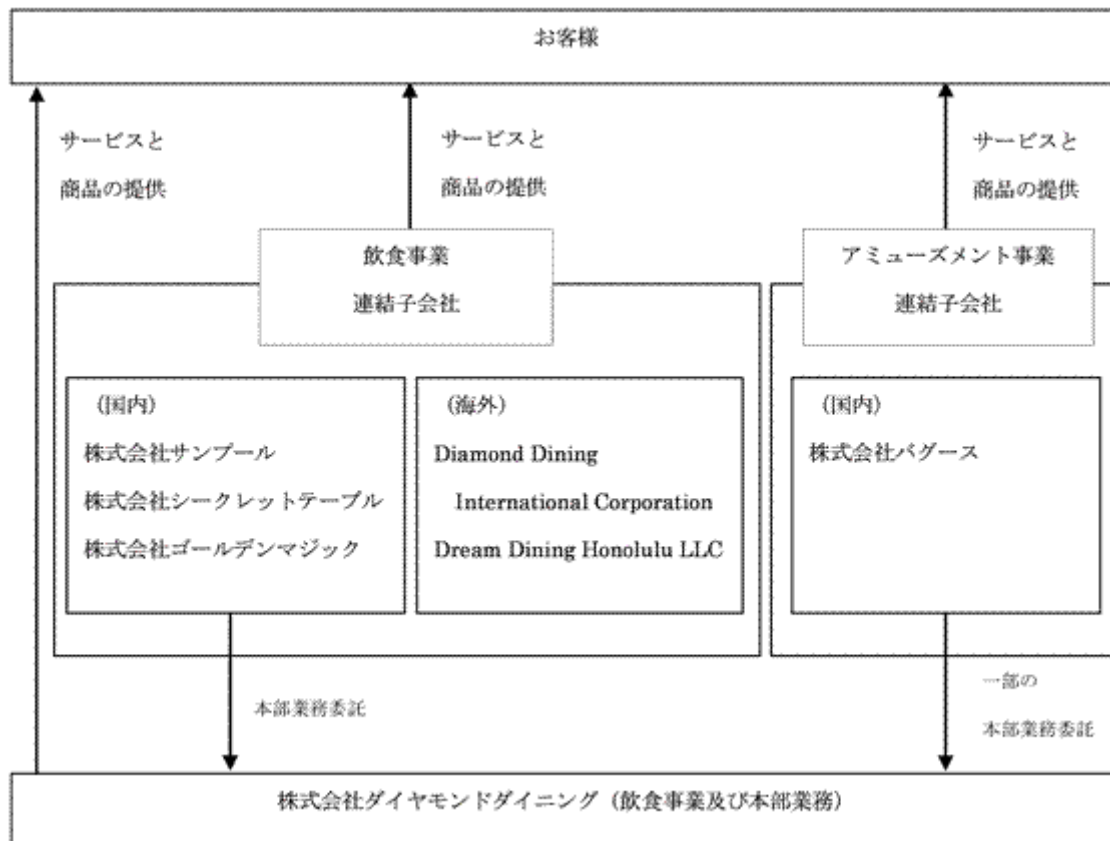 お客様
サービスと
商品の提供
サービスと
商品の提供
サービスと
商品の提供
飲食事業
連結子会社
アミューズメント事業
連結子会社
(国内)
株式会社サンプール
株式会社シークレットテーブル
株式会社ゴールデンマジック
(海外)
Diamond Dining
International Corporation
Dream Dining Honolulu LLC
(国内)
株式会社バグース
本部業務委託
一部の
本部業務委託
株式会社ダイヤモンドダイニング(飲食事業及び本部業務)